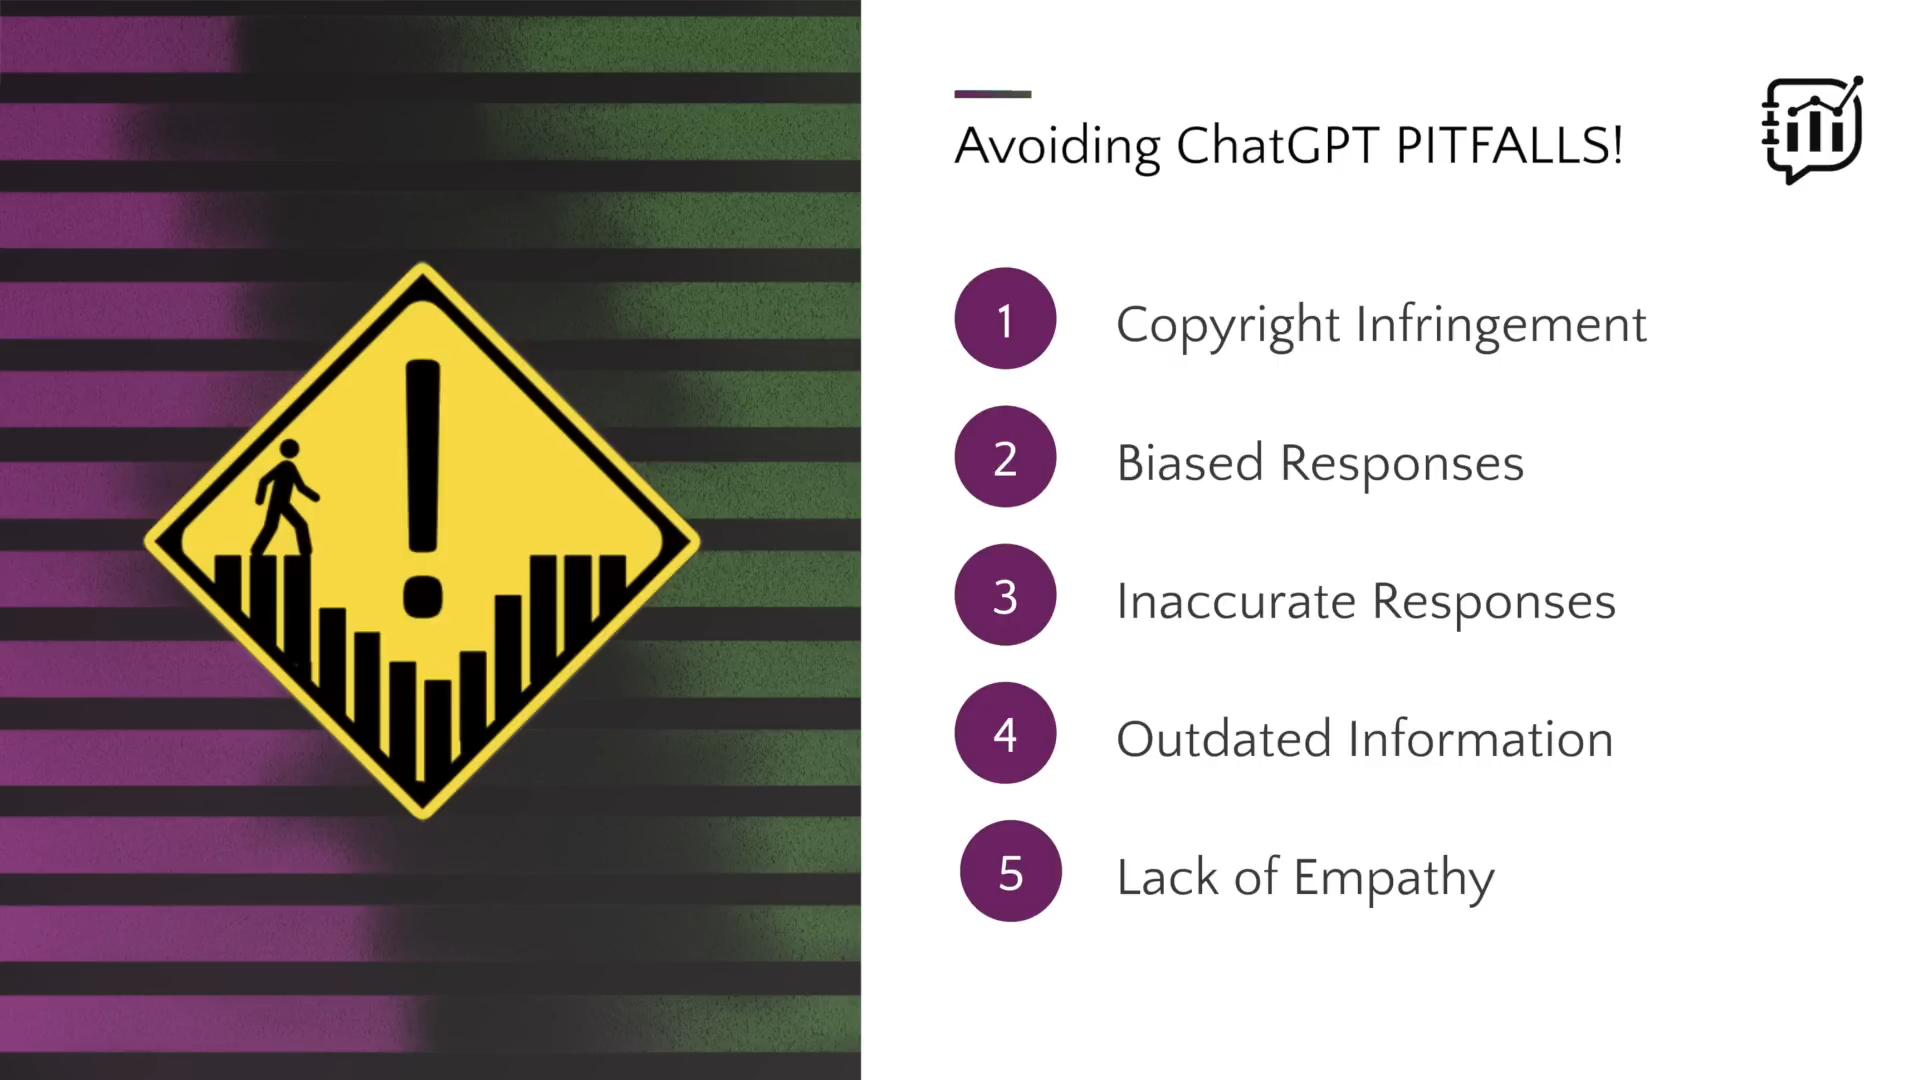 Avoiding ChatGPT PITFALLS!
1 Copyright Infringement
2 Biased Responses
3 Inaccurate Responses
4 Outdated Information
5 Lack of Empathy
!